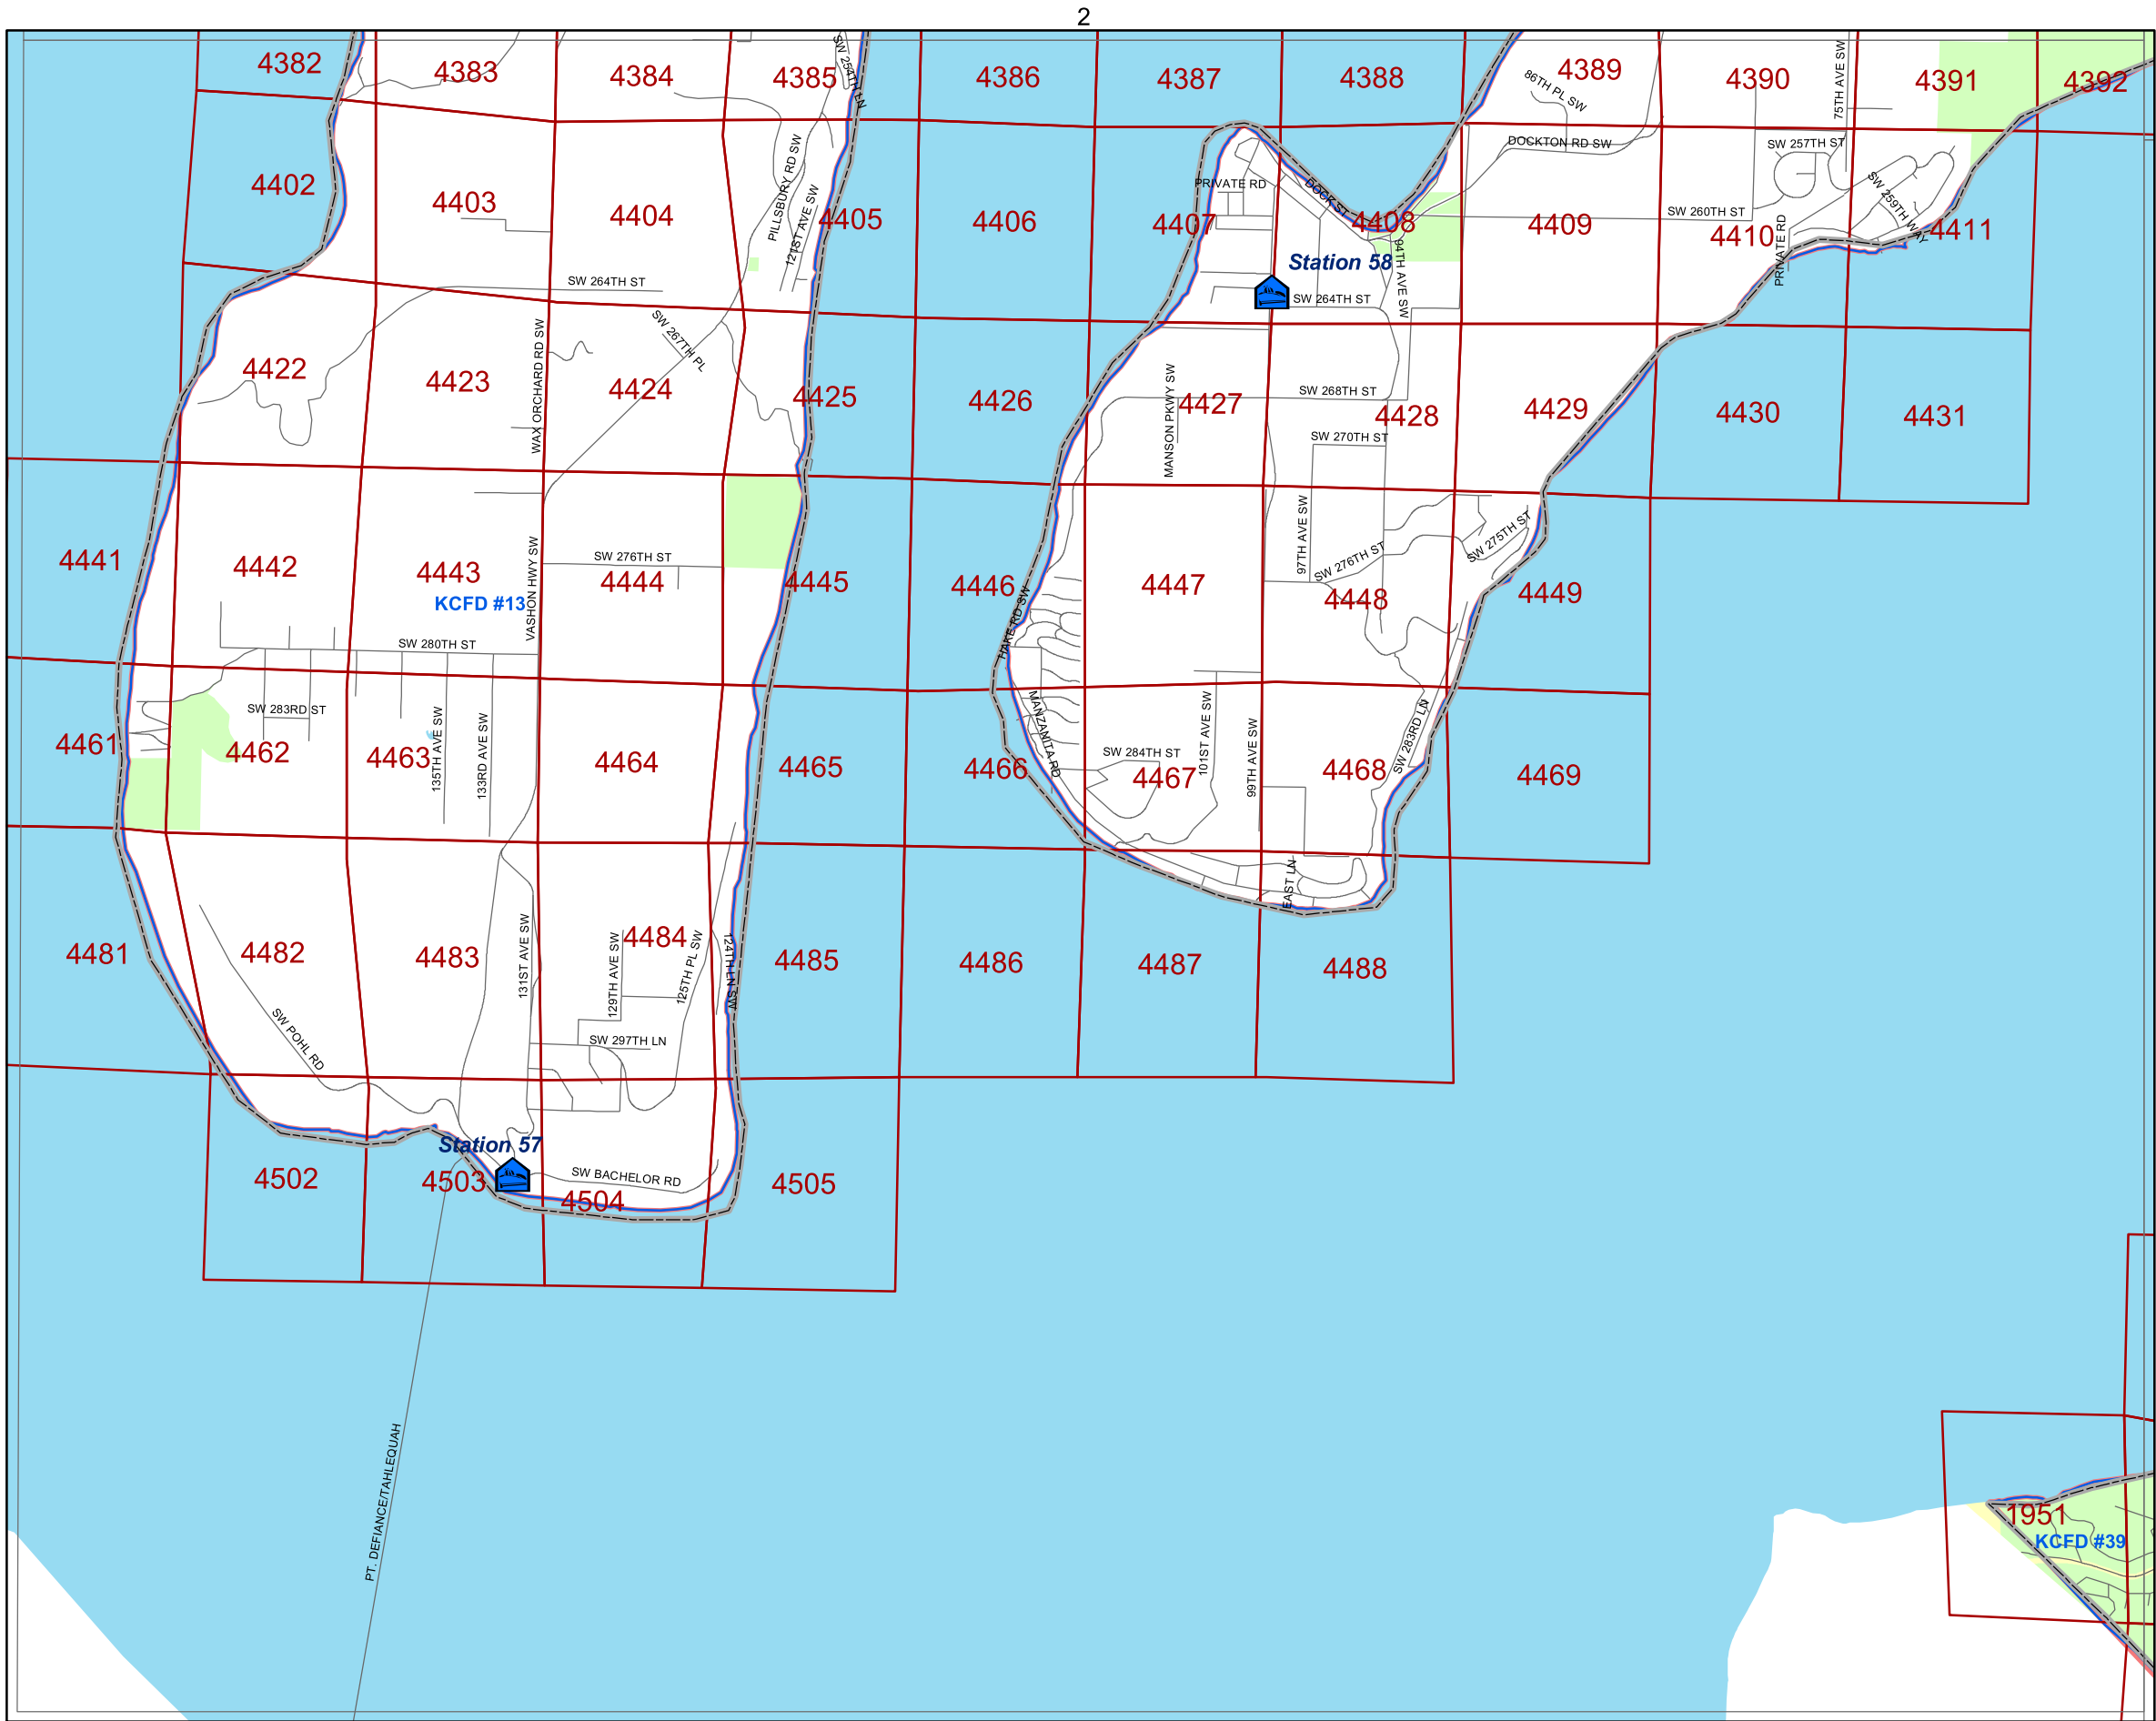 2
4382
4383
4384
4385
SW 254TH LN
4386
4387
4388
4389
86TH PL SW
4390
75TH AVE SW
4391
4392
4402
4403
4404
PILLSBURY RD SW
121ST AVE SW
4405
4406
PRIVATE RD
4407
DOCK ST
4408
94TH AVE SW
DOCKTON RD SW
4409
SW 257TH ST
SW 260TH ST
4410
PRIVATE RD
SW 259TH WAY
4411
Station 58
SW 264TH ST
SW 264TH ST
SW 267TH PL
4422
WAX ORCHARD RD SW
4423
4424
4425
4426
MANSON PKWY SW
4427
SW 268TH ST
4428
SW 270TH ST
4429
4430
4431
4441
4442
4443
KCFD #13
VASHON HWY SW
SW 276TH ST
4444
4445
4446
HAKE RD SW
4447
97TH AVE SW
SW 276TH ST
4448
SW 275TH ST
4449
SW 280TH ST
4461
SW 283RD ST
4462
4463
135TH AVE SW
133RD AVE SW
4464
4465
4466
MANZANITA RD
SW 284TH ST
4467
101ST AVE SW
99TH AVE SW
4468
SW 283RD LN
4469
EAST LN
4481
4482
4483
131ST AVE SW
129TH AVE SW
4484
125TH PL SW
124TH LN SW
4485
4486
4487
4488
SW POHL RD
SW 297TH LN
Station 57
4502
4503
SW BACHELOR RD
4504
4505
PT. DEFIANCE/TAHLEQUAH
1951
KCFD #39